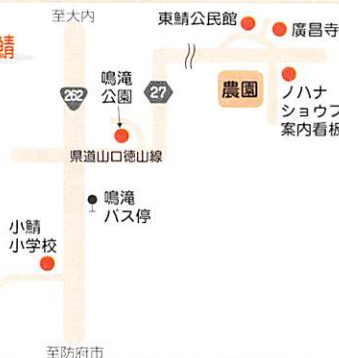 至大内
東鯖公民館
廣昌寺
鯖
262
鳴滝
公園
27
農園
ノハナ
ショウブ
案内看板
県道山口徳山線
鳴滝
バス停
小鯖
小学校
至防府市